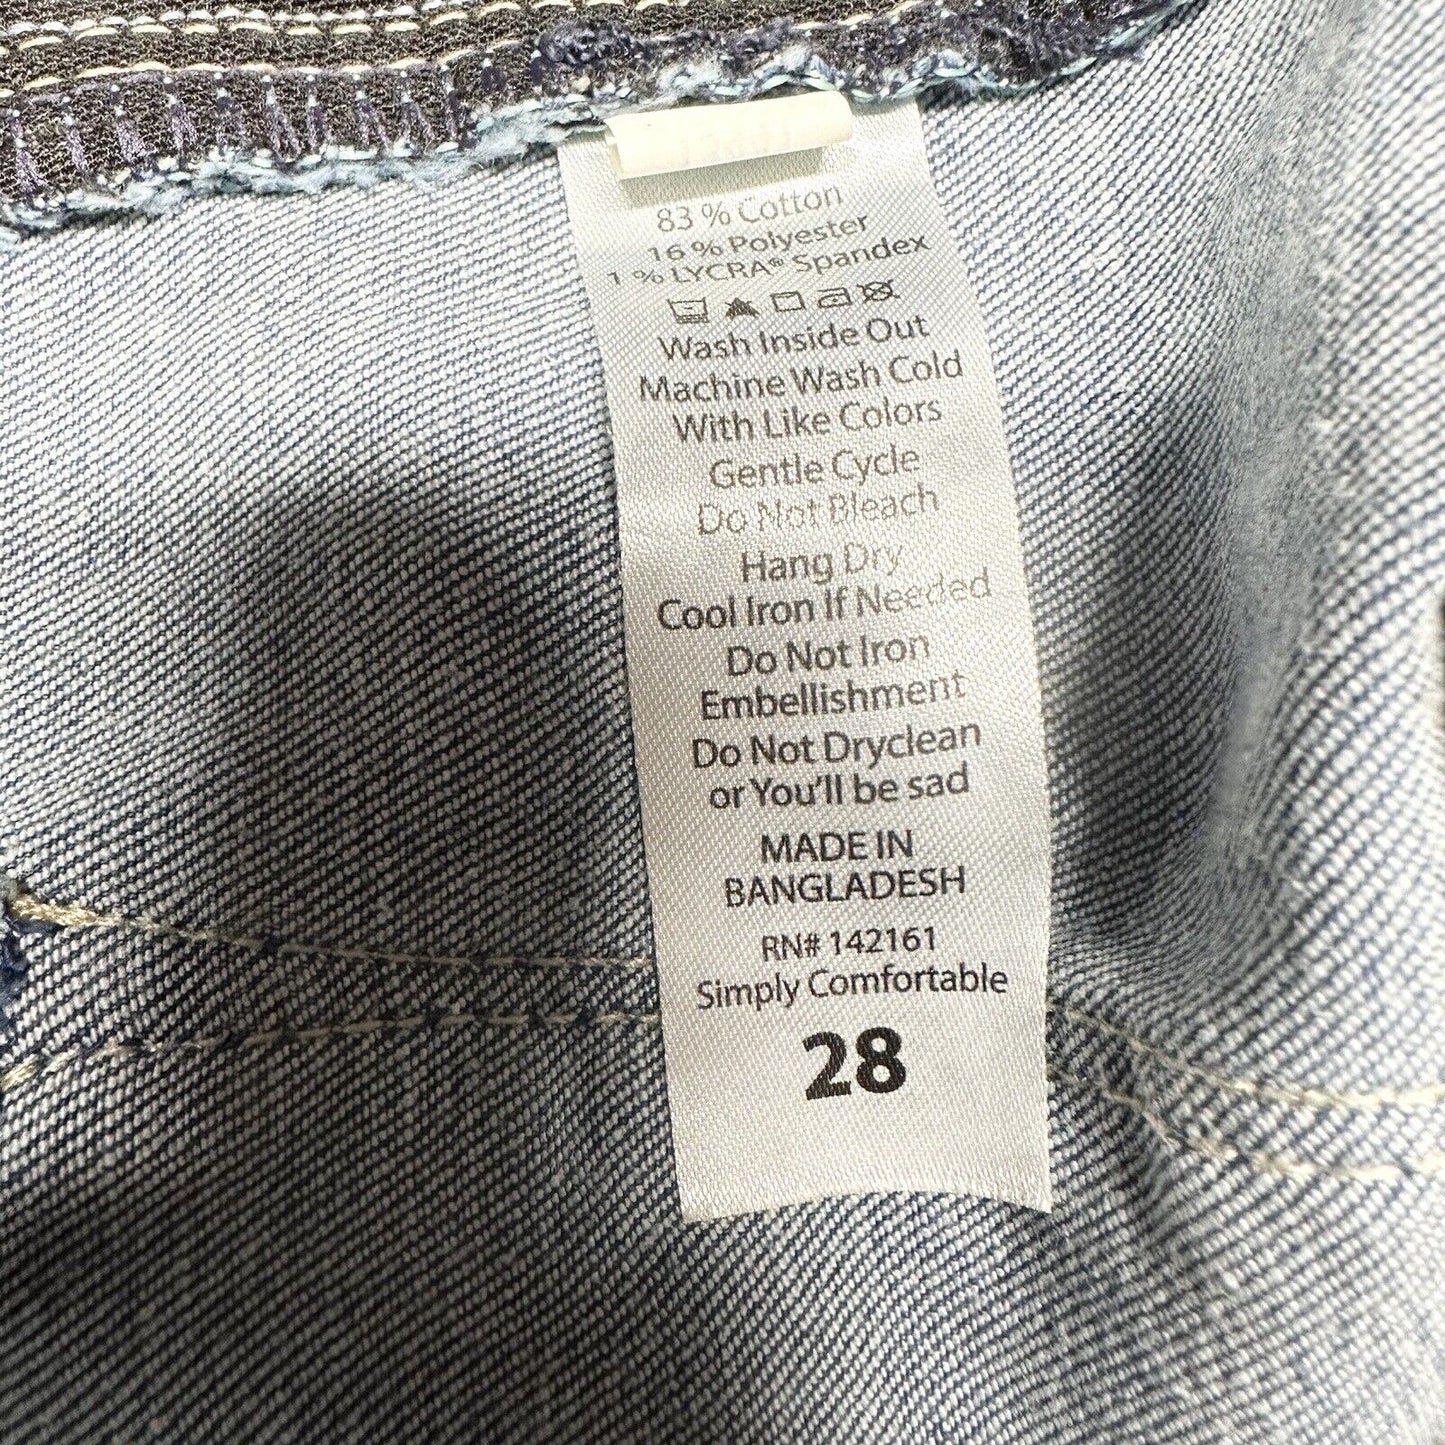 83 % Cotton
16 % Polyester
1 % LYCRA® Spandex
Wash Inside Out
Machine Wash Cold
With Like Colors
Gentle Cycle
Do Not Bleach
Hang Dry
Cool Iron If Needed
Do Not Iron
Embellishment
Do Not Dryclean
or You'll be sad
MADE IN
BANGLADESH
RN# 142161
Simply Comfortable
28